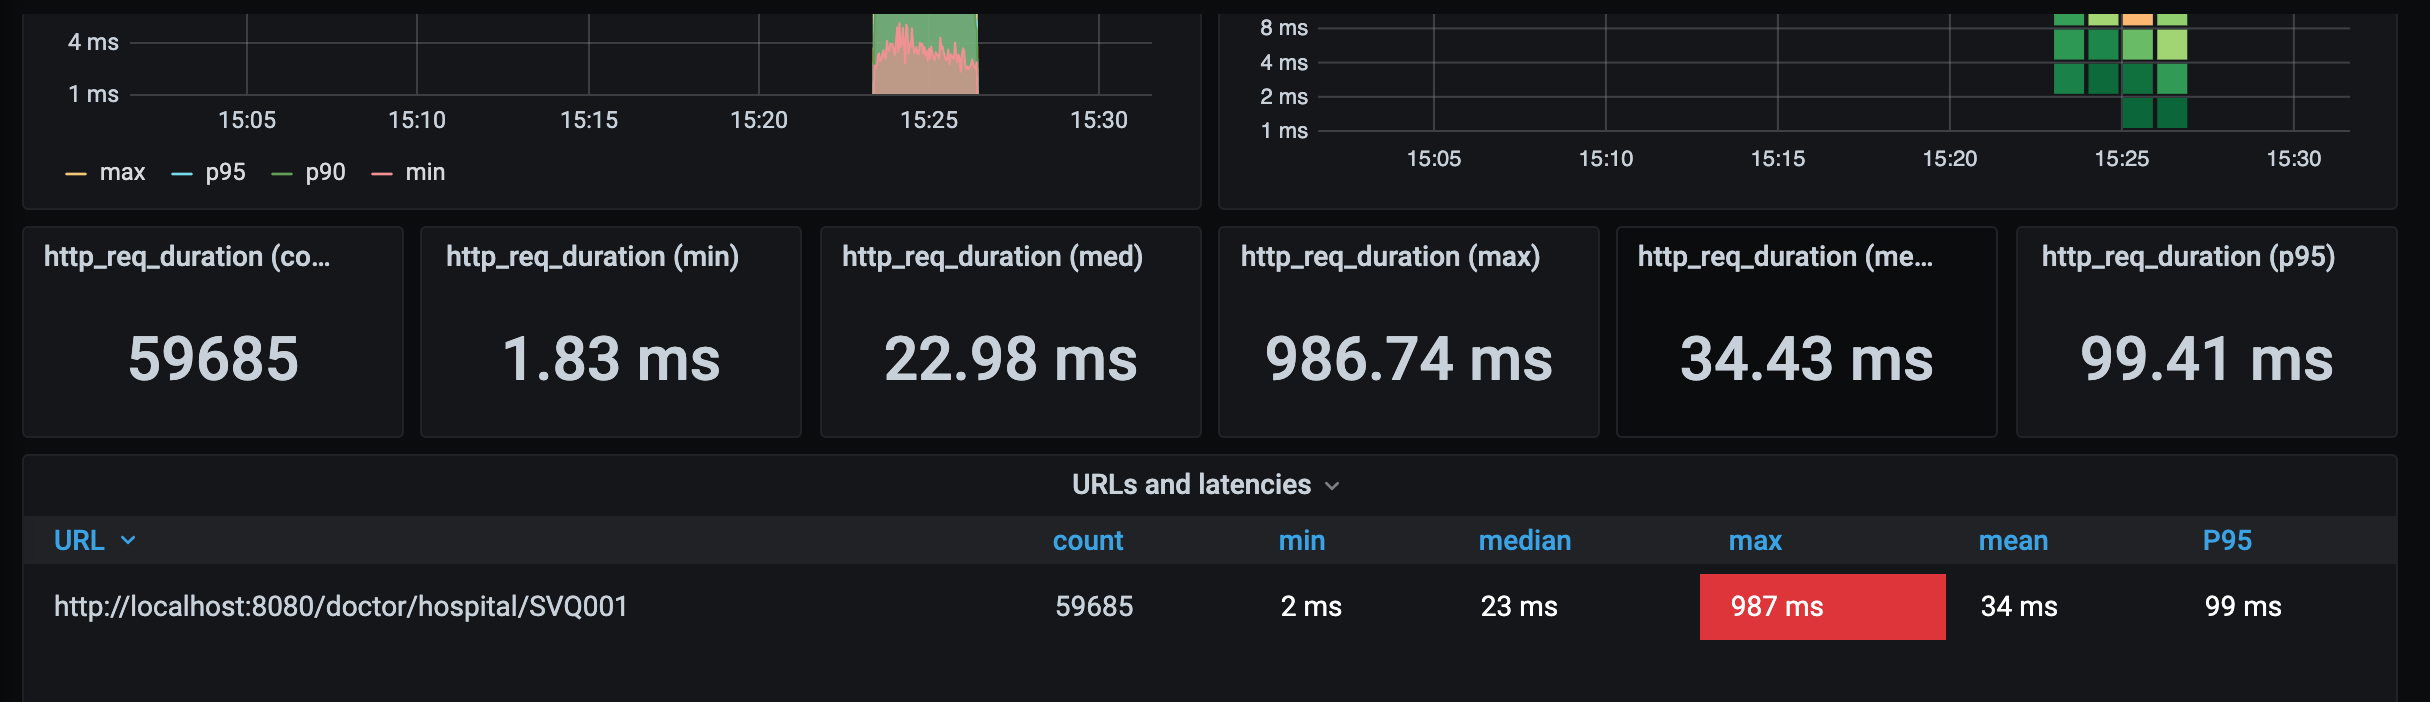 4 ms
1 ms
15:05 15:10 15:15 15:20 15:25 15:30
max p95 p90 min
8 ms
4 ms
2 ms
1 ms
15:05 15:10 15:15 15:20 15:25 15:30
http_req_duration (co...
59685
http_req_duration (min)
1.83 ms
http_req_duration (med)
22.98 ms
http_req_duration (max)
986.74 ms
http_req_duration (me...
34.43 ms
http_req_duration (p95)
99.41 ms
URLs and latencies
URL count min median max mean P95
http://localhost:8080/doctor/hospital/SVQ001 59685 2 ms 23 ms 987 ms 34 ms 99 ms